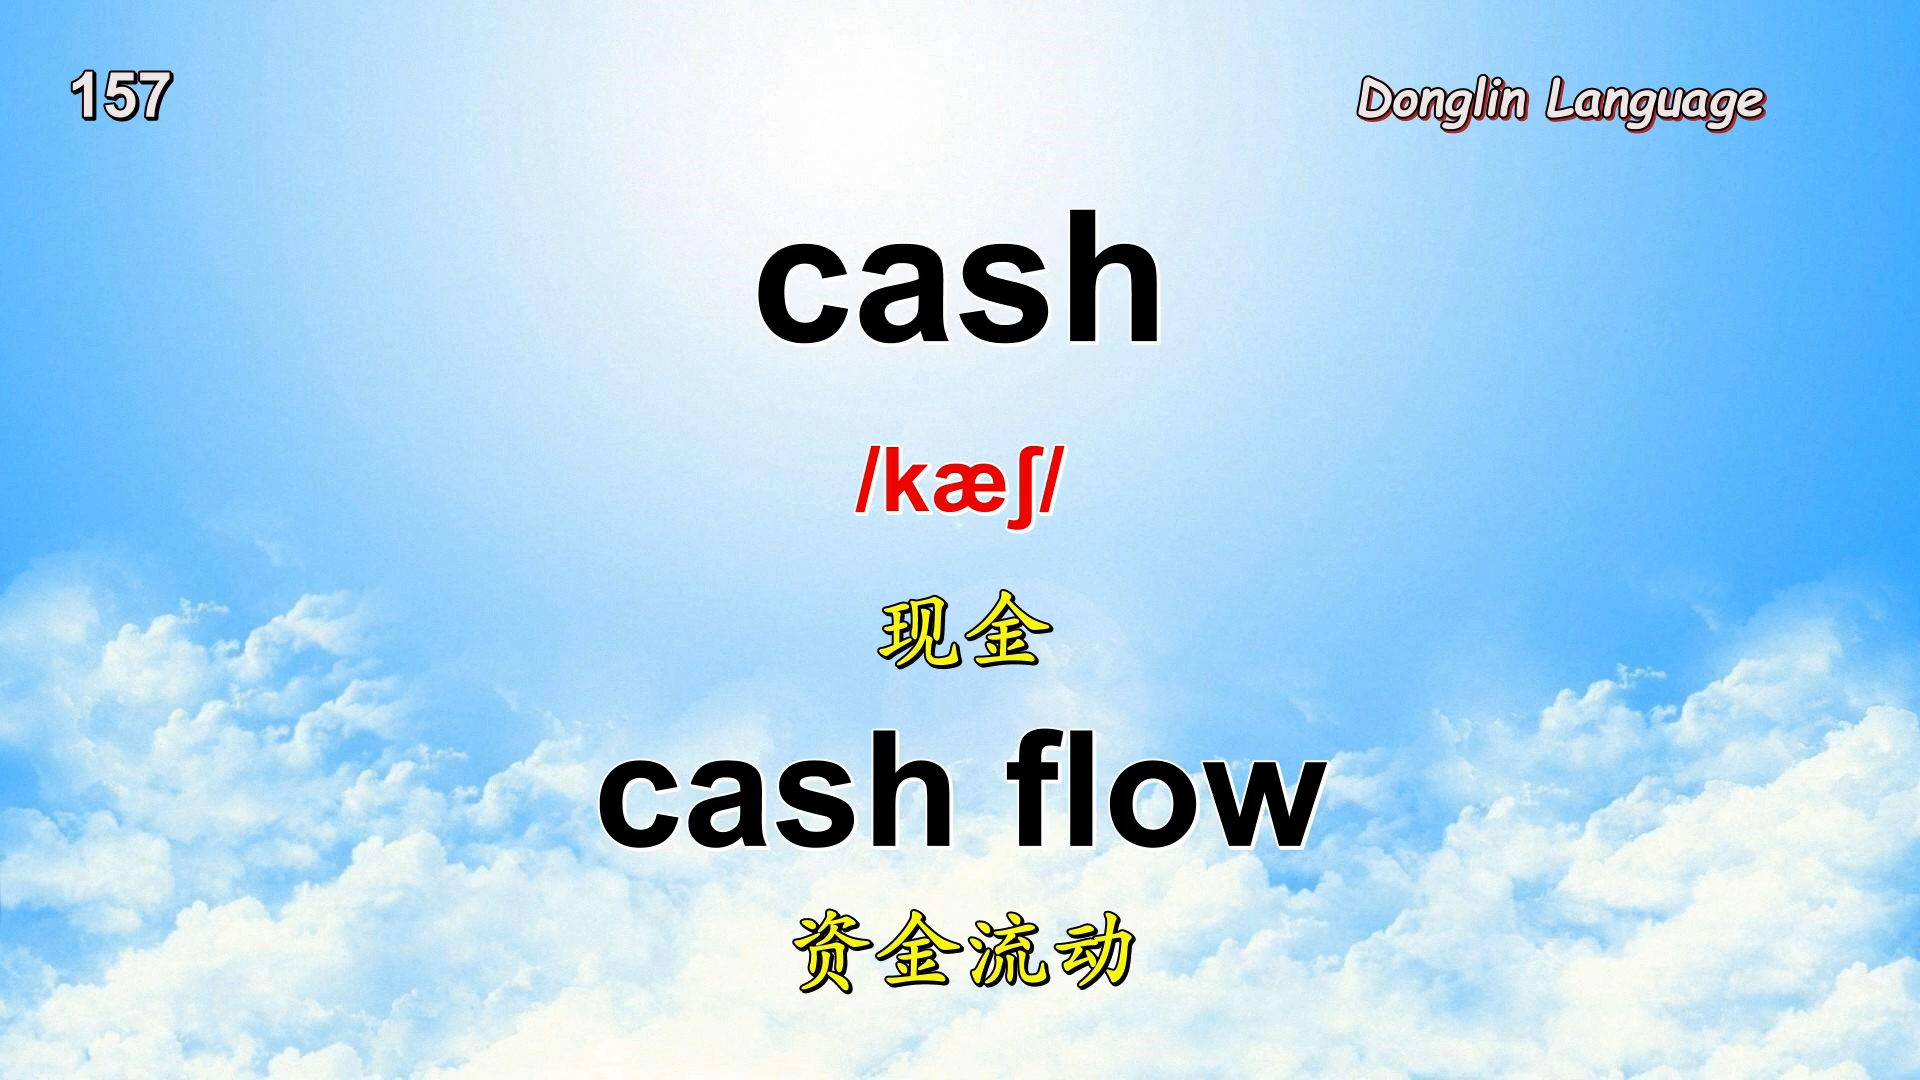 157
Donglin Language
cash
/kæʃ/
现金
cash flow
资金流动